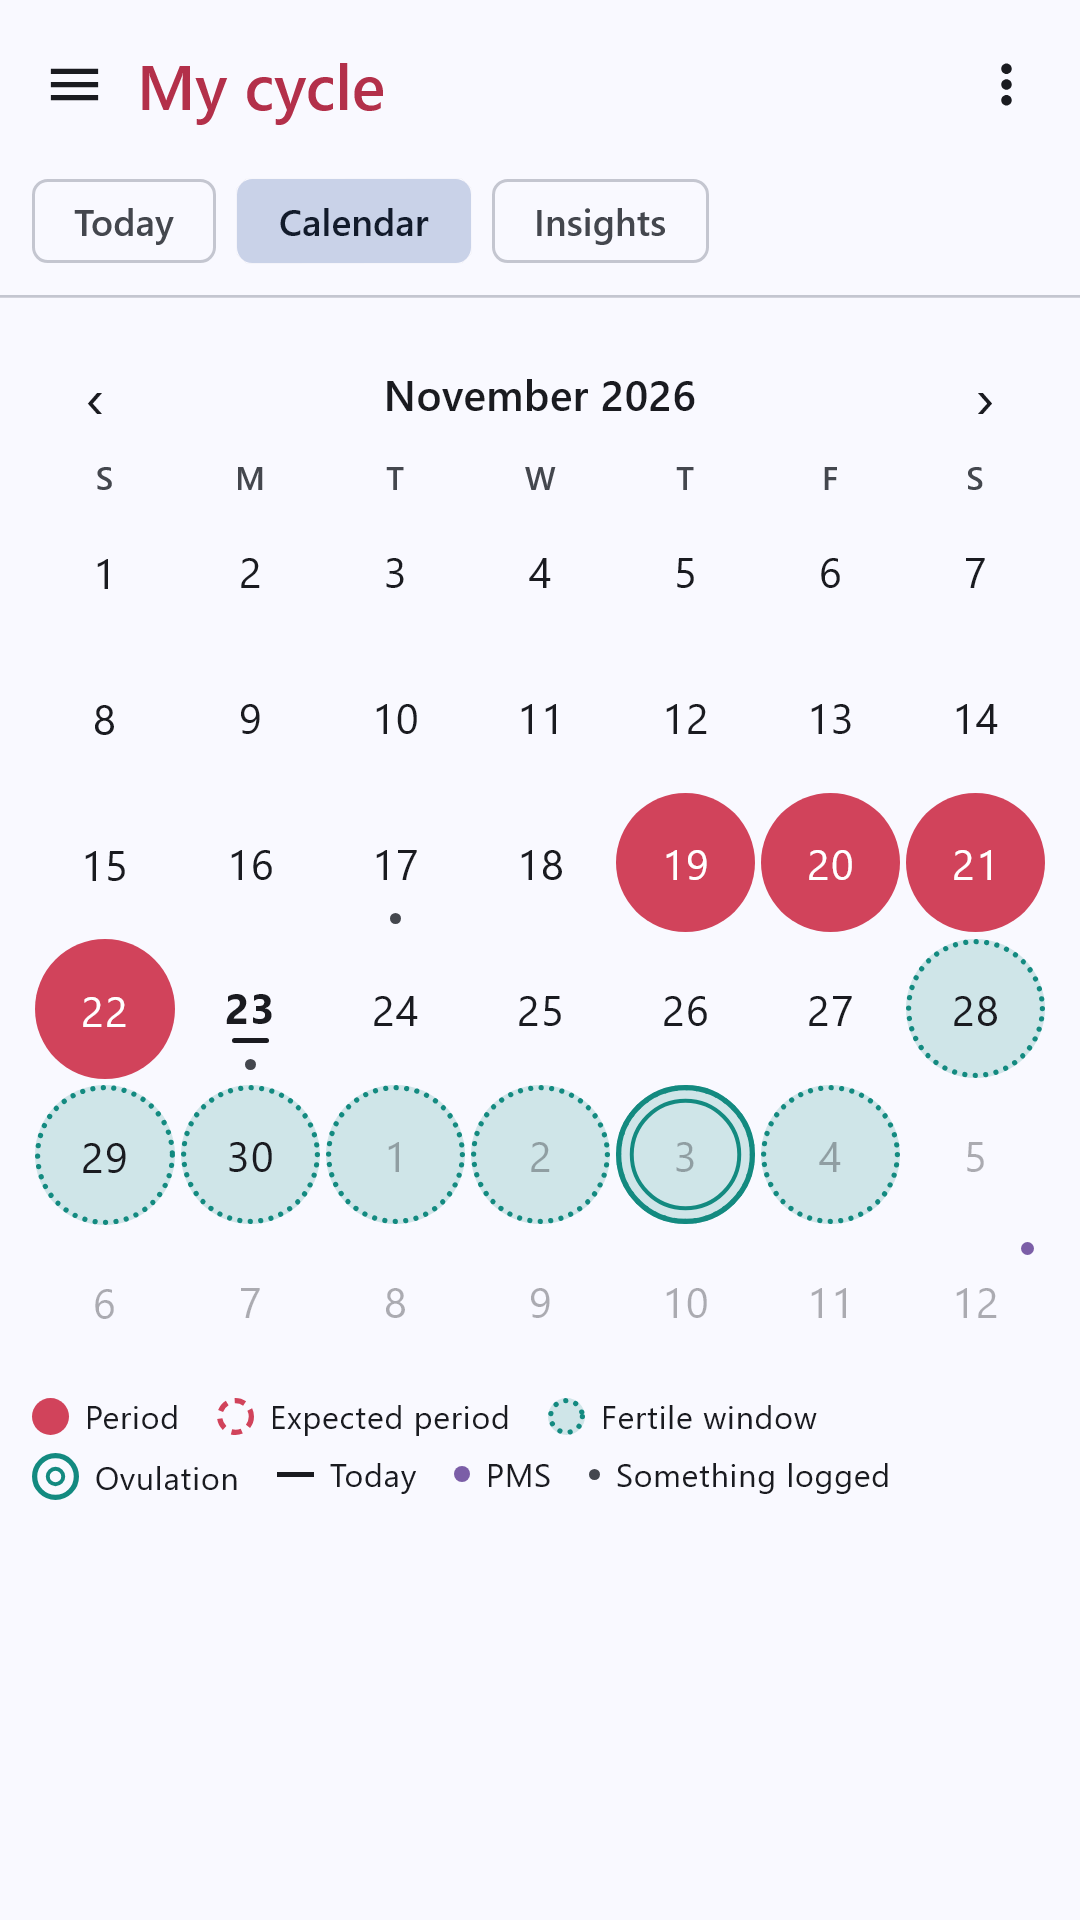 My cycle
Today Calendar Insights
‹ November 2026 ›
S M T W T F S
1 2 3 4 5 6 7
8 9 10 11 12 13 14
15 16 17 18 19 20 21
22 23 24 25 26 27 28
29 30 1 2 3 4 5
6 7 8 9 10 11 12
Period Expected period Fertile window
Ovulation Today PMS Something logged